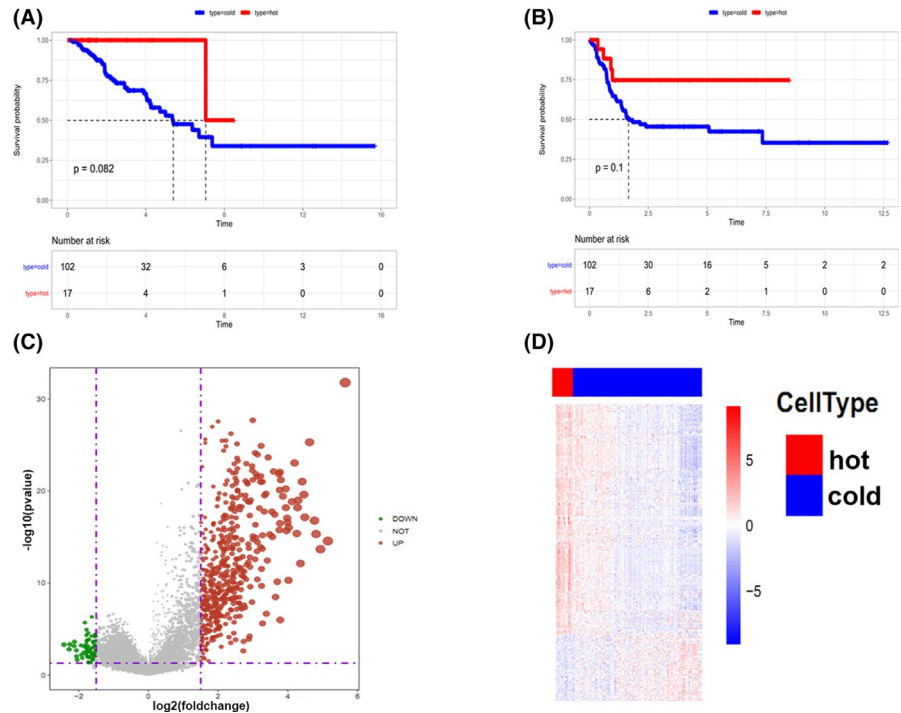 (A)
type=cold type=hot
1.00
0.75
0.50
0.25
0.00
Survival probability
p = 0.082
0 4 8 12 16
Time
Number at risk
type=cold 102 32 6 3 0
type=hot 17 4 1 0 0
0 4 8 12 16
Time
(B)
type=cold type=hot
1.00
0.75
0.50
0.25
0.00
Survival probability
p = 0.1
0.0 2.5 5.0 7.5 10.0 12.5
Time
Number at risk
type=cold 102 30 16 5 2 2
type=hot 17 6 2 1 0 0
0.0 2.5 5.0 7.5 10.0 12.5
Time
(C)
30
20
10
0
-log10(pvalue)
−2 0 2 4 6
log2(foldchange)
DOWN
NOT
UP
(D)
5
0
−5
CellType
hot
cold